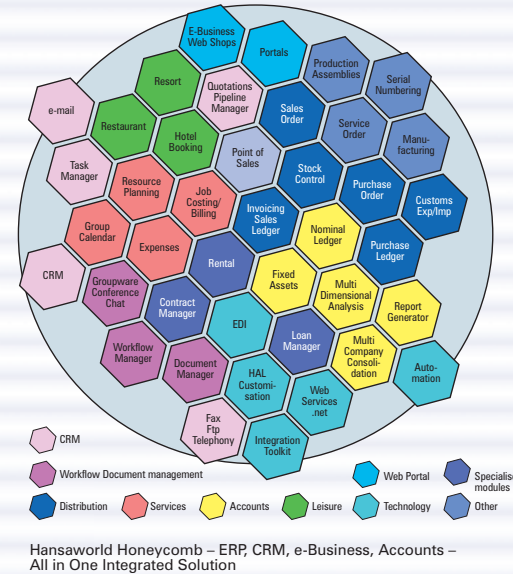 E-Business
Web Shops
Portals
Production
Assemblies
Serial
Numbering
Resort
Quotations
Pipeline
Manager
e-mail
Restaurant
Sales
Order
Service
Order
Manu-
facturing
Hotel
Booking
Point of
Sales
Task
Manager
Resource
Planning
Stock
Control
Purchase
Order
Customs
Exp/Imp
Job
Costing/
Billing
Invoicing
Sales
Ledger
Nominal
Ledger
Purchase
Ledger
Group
Calendar
Expenses
Rental
CRM
Groupware
Conference
Chat
Fixed
Assets
Multi
Dimensional
Analysis
Report
Generator
Contract
Manager
EDI
Loan
Manager
Multi
Company
Consoli-
dation
Auto-
mation
Workflow
Manager
Document
Manager
HAL
Customi-
sation
Web
Services
.net
Fax
Ftp
Telephony
Integration
Toolkit
CRM
Workflow Document management
Web Portal
Specialise
modules
Distribution
Services
Accounts
Leisure
Technology
Other
Hansaworld Honeycomb – ERP, CRM, e-Business, Accounts –
All in One Integrated Solution